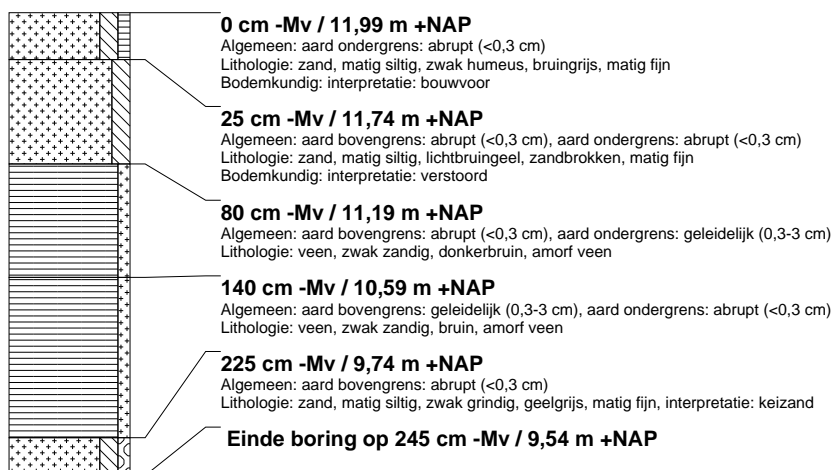 0 cm -Mv / 11,99 m +NAP
Algemeen: aard ondergrens: abrupt (<0,3 cm)
Lithologie: zand, matig siltig, zwak humeus, bruingrijs, matig fijn
Bodemkundig: interpretatie: bouwvoor
25 cm -Mv / 11,74 m +NAP
Algemeen: aard bovengrens: abrupt (<0,3 cm), aard ondergrens: abrupt (<0,3 cm)
Lithologie: zand, matig siltig, lichtbruingeel, zandbrokken, matig fijn
Bodemkundig: interpretatie: verstoord
80 cm -Mv / 11,19 m +NAP
Algemeen: aard bovengrens: abrupt (<0,3 cm), aard ondergrens: geleidelijk (0,3-3 cm)
Lithologie: veen, zwak zandig, donkerbruin, amorf veen
140 cm -Mv / 10,59 m +NAP
Algemeen: aard bovengrens: geleidelijk (0,3-3 cm), aard ondergrens: abrupt (<0,3 cm)
Lithologie: veen, zwak zandig, bruin, amorf veen
225 cm -Mv / 9,74 m +NAP
Algemeen: aard bovengrens: abrupt (<0,3 cm)
Lithologie: zand, matig siltig, zwak grindig, geelgrijs, matig fijn, interpretatie: keizand
Einde boring op 245 cm -Mv / 9,54 m +NAP